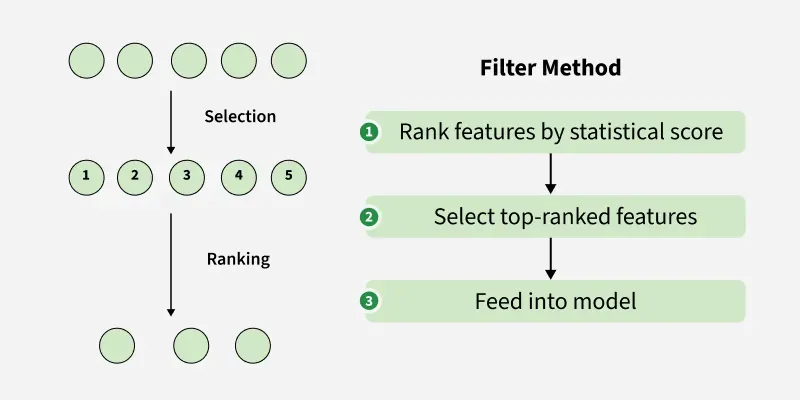 Selection
1 2 3 4 5
Ranking
Filter Method
1 Rank features by statistical score
2 Select top-ranked features
3 Feed into model